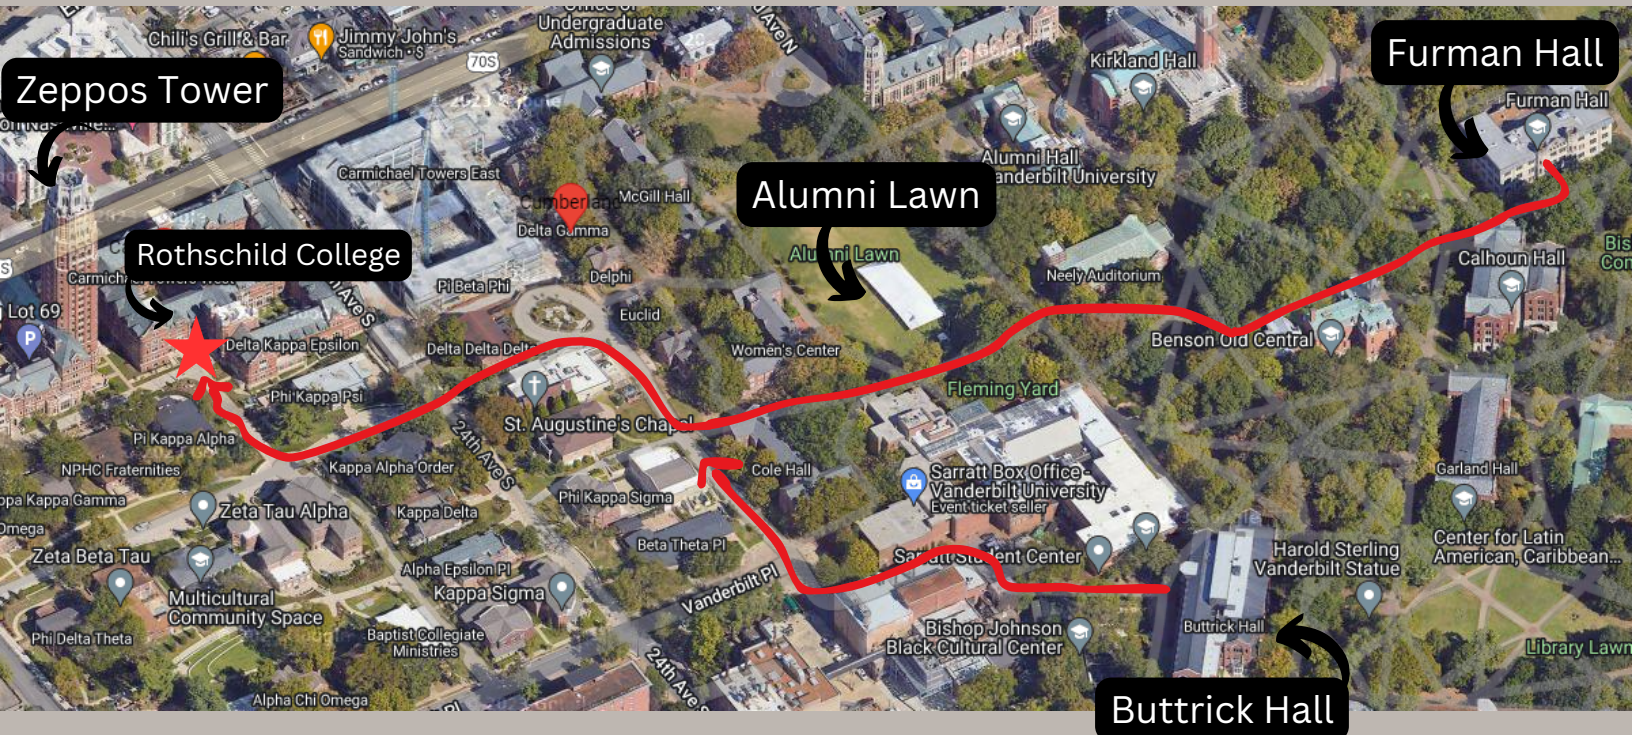 Chili's Grill & Bar
Jimmy John's
Sandwich · $
70S
Undergraduate
Admissions
Kirkland Hall
Furman Hall
Furman Hall
Zeppos Tower
Carmichael Towers East
McGill Hall
Cumberland
Delta Gamma
Alumni Hall
Vanderbilt University
Alumni Lawn
Alumni Lawn
Rothschild College
Delphi
Pi Beta Phi
Neely Auditorium
Calhoun Hall
Lot 69
P
Euclid
Delta Kappa Epsilon
Delta Delta Delta
Women's Center
Benson Old Central
Phi Kappa Psi
Fleming Yard
St. Augustine's Chapel
Pi Kappa Alpha
24th Ave S
NPHC Fraternities
Kappa Alpha Order
Cole Hall
Sarratt Box Office -
Vanderbilt University
Event ticket seller
Garland Hall
Kappa Kappa Gamma
Zeta Tau Alpha
Kappa Delta
Phi Kappa Sigma
Omega
Beta Theta Pi
Center for Latin
American, Caribbean...
Zeta Beta Tau
Alpha Epsilon Pi
Kappa Sigma
Vanderbilt Pl
Sarratt Student Center
Harold Sterling
Vanderbilt Statue
Multicultural
Community Space
Phi Delta Theta
Baptist Collegiate
Ministries
Bishop Johnson
Black Cultural Center
Buttrick Hall
Library Lawn
24th Ave S
Alpha Chi Omega
Buttrick Hall